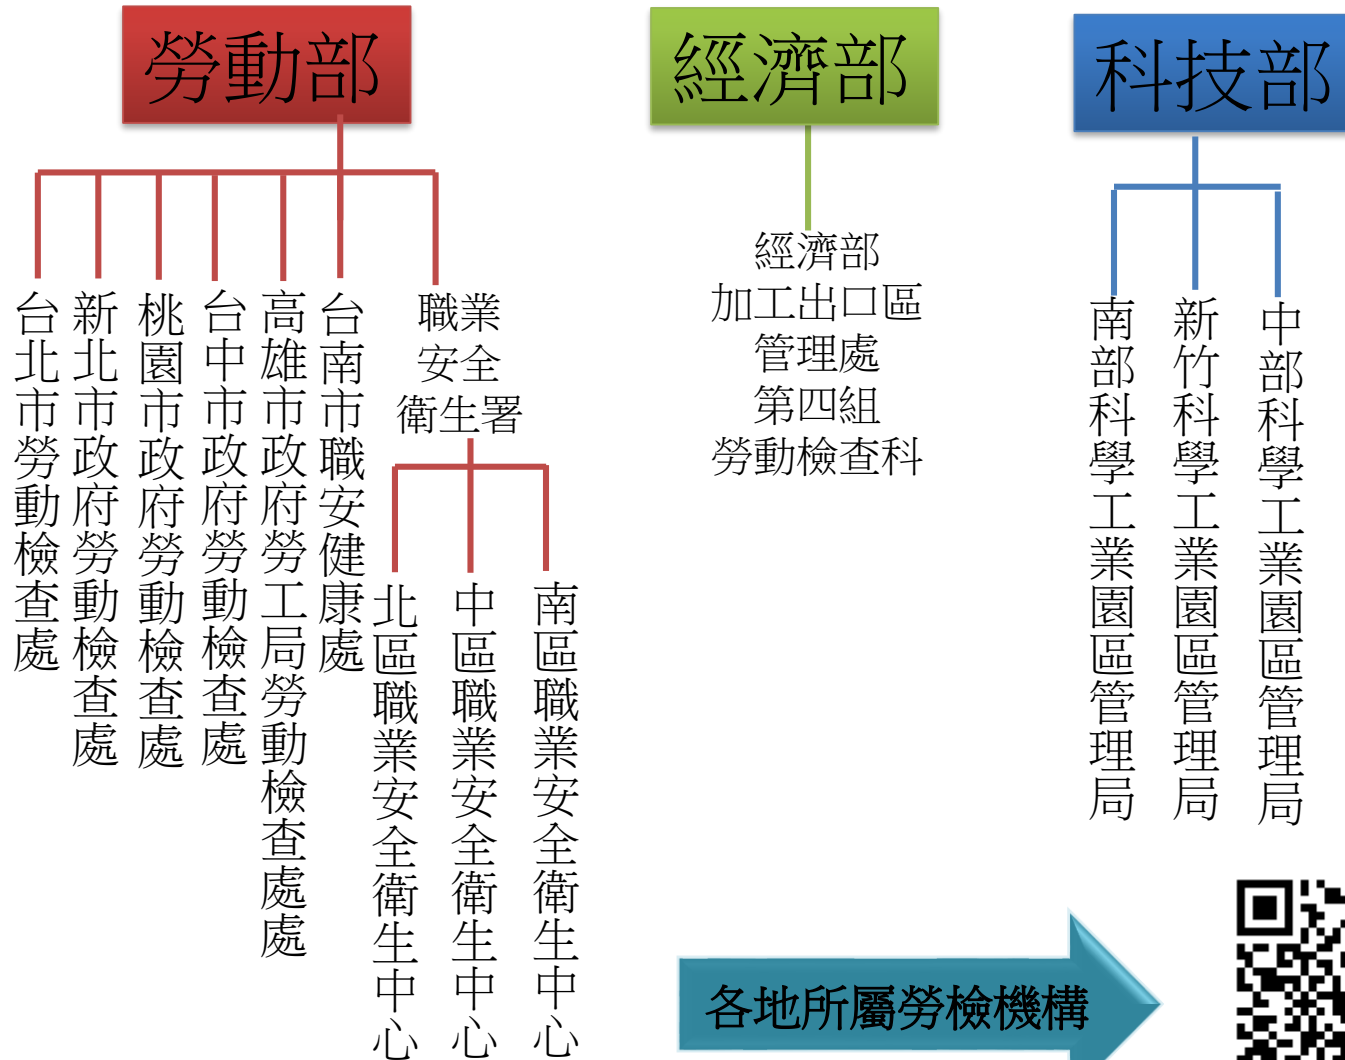 勞動部
經濟部
科技部
台北市勞動檢查處
新北市政府勞動檢查處
桃園市政府勞動檢查處
台中市政府勞動檢查處
高雄市政府勞工局勞動檢查處處
台南市職安健康處
職業
安全
衛生署
北區職業安全衛生中心
中區職業安全衛生中心
南區職業安全衛生中心
經濟部
加工出口區
管理處
第四組
勞動檢查科
南部科學工業園區管理局
新竹科學工業園區管理局
中部科學工業園區管理局
各地所屬勞檢機構